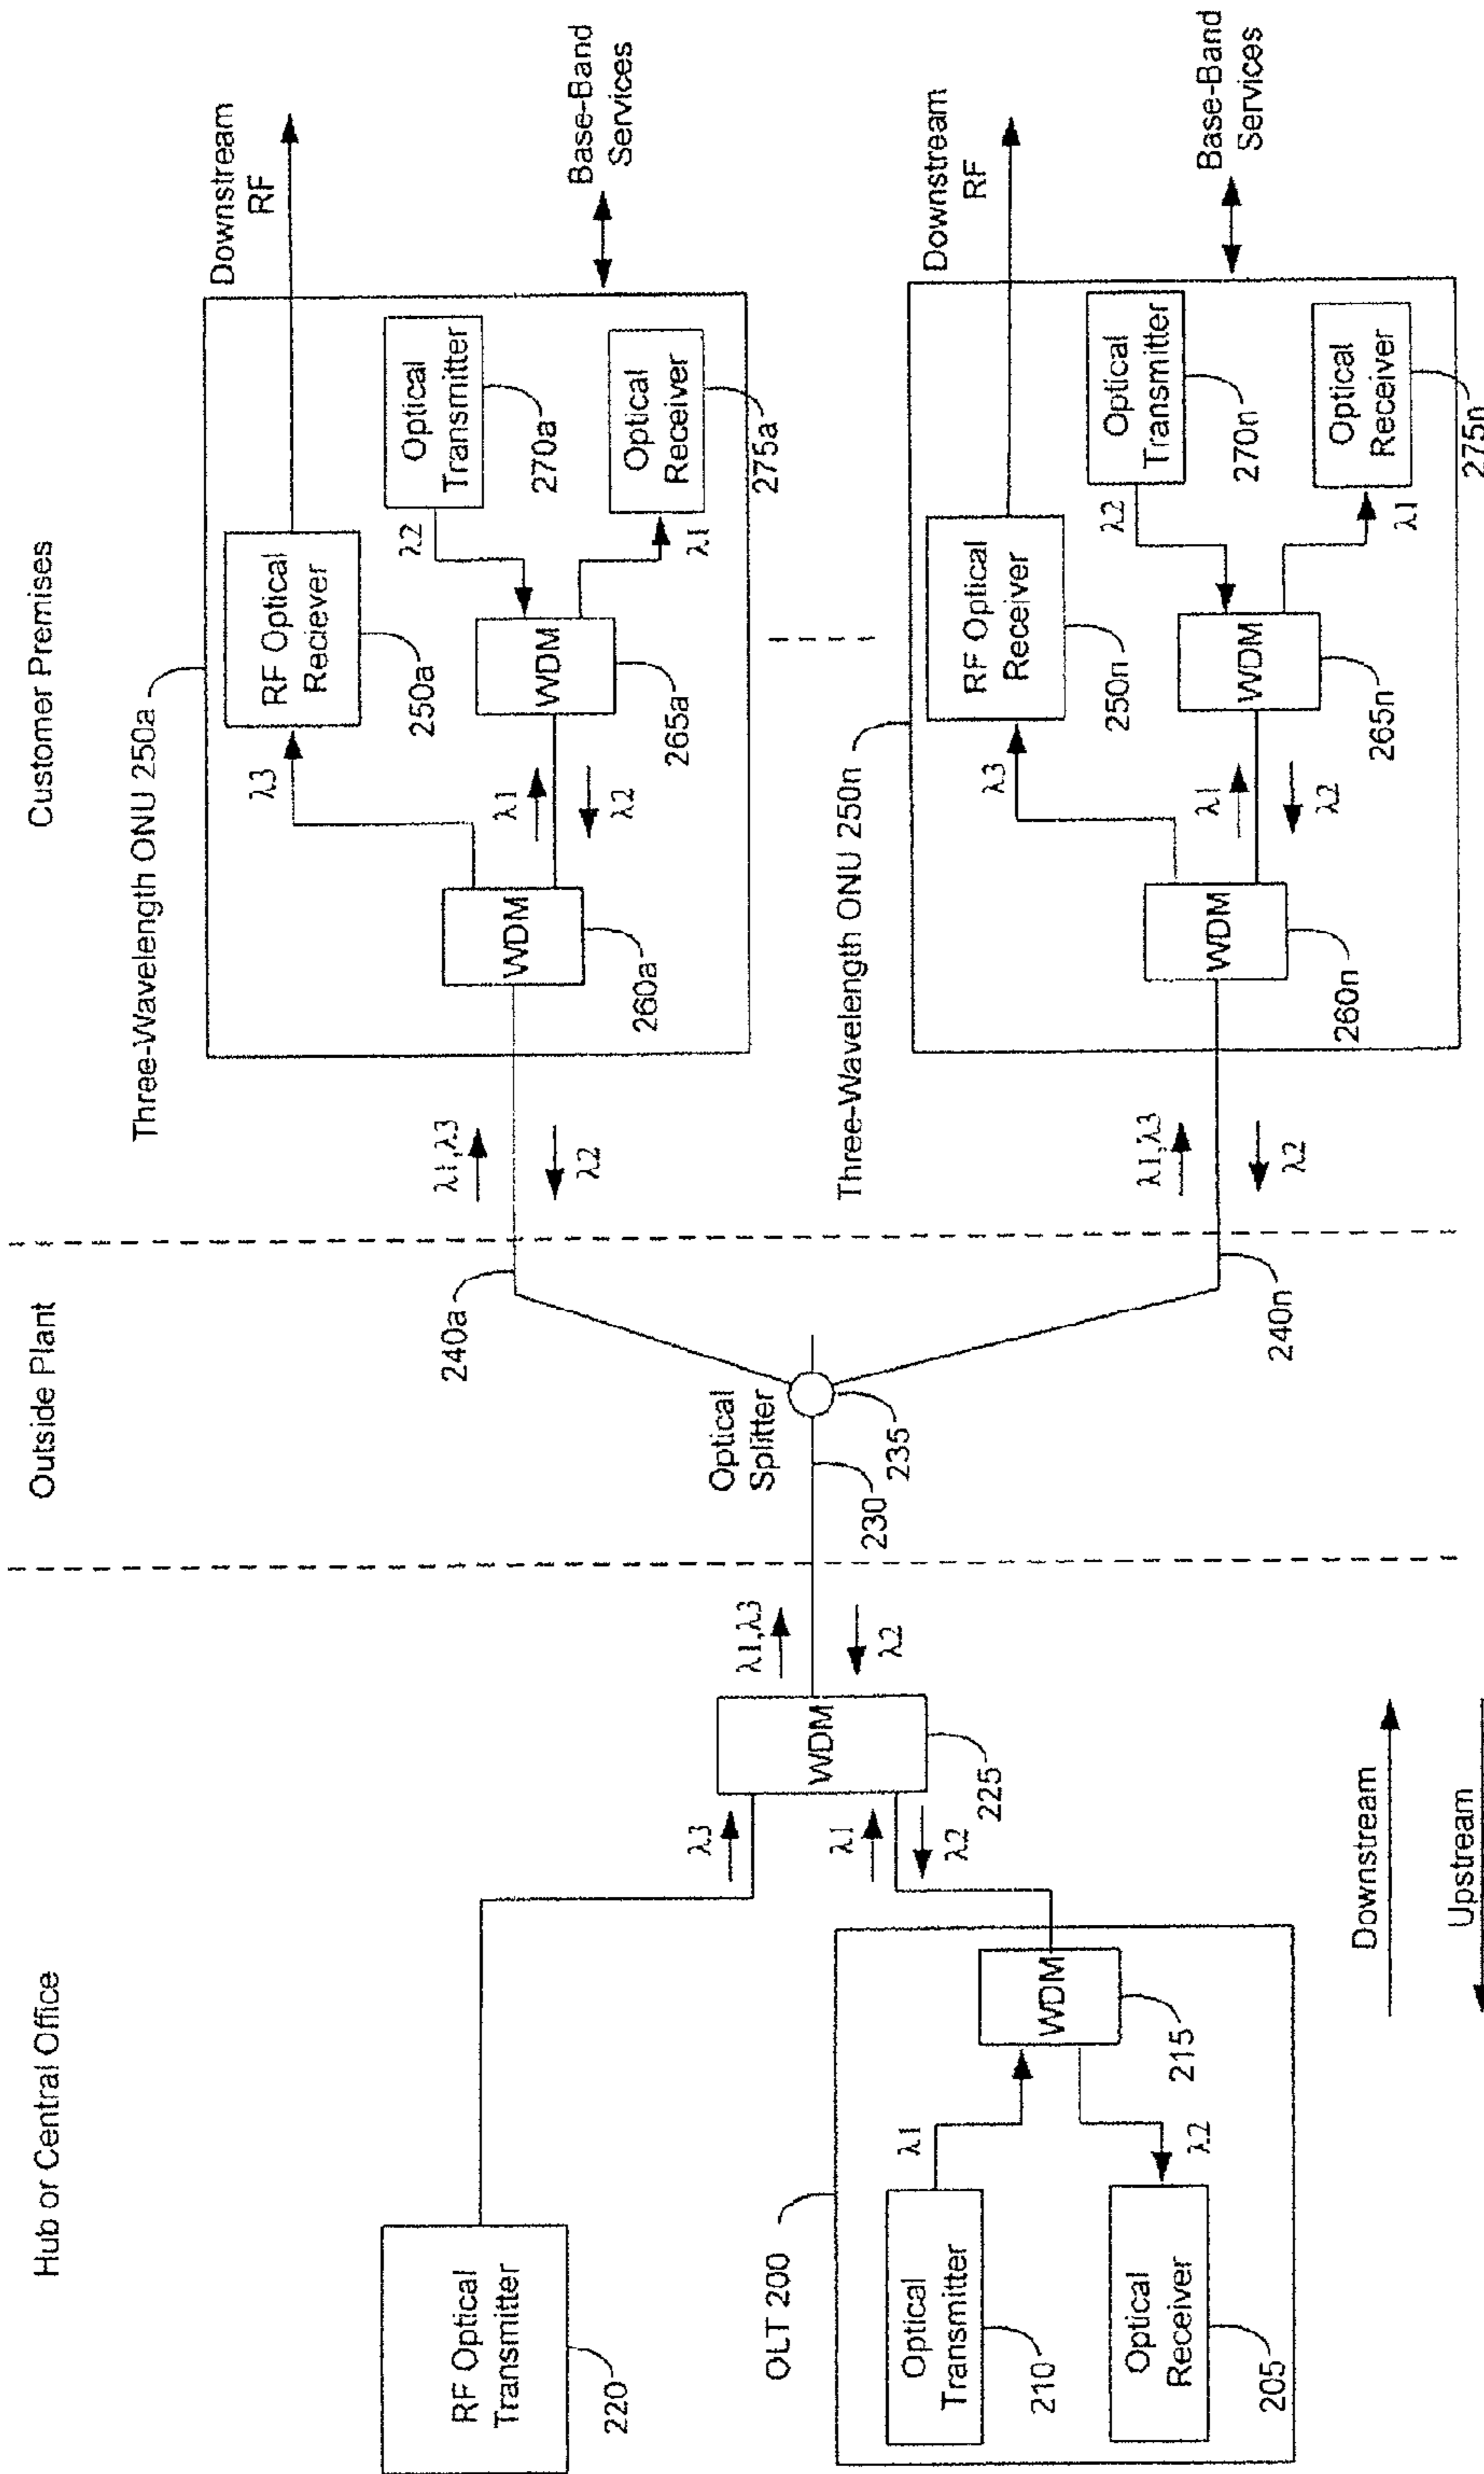 Hub or Central Office
Outside Plant
Customer Premises
RF Optical
Transmitter
220
OLT 200
Optical
Transmitter
210
Optical
Receiver
205
λ1
λ2
WDM
215
λ3
λ1
λ2
WDM
225
λ1,λ3
λ2
Downstream
Upstream
Optical
Splitter
230
235
240a
240n
λ1,λ3
λ2
Three-Wavelength ONU 250a
WDM
260a
λ3
λ1
λ2
RF Optical
Reciever
250a
WDM
265a
λ2
λ1
Optical
Transmitter
270a
Optical
Receiver
275a
Downstream
RF
Base-Band
Services
λ1,λ3
λ2
Three-Wavelength ONU 250n
WDM
260n
λ3
λ1
λ2
RF Optical
Receiver
250n
WDM
265n
λ2
λ1
Optical
Transmitter
270n
Optical
Receiver
275n
Downstream
RF
Base-Band
Services